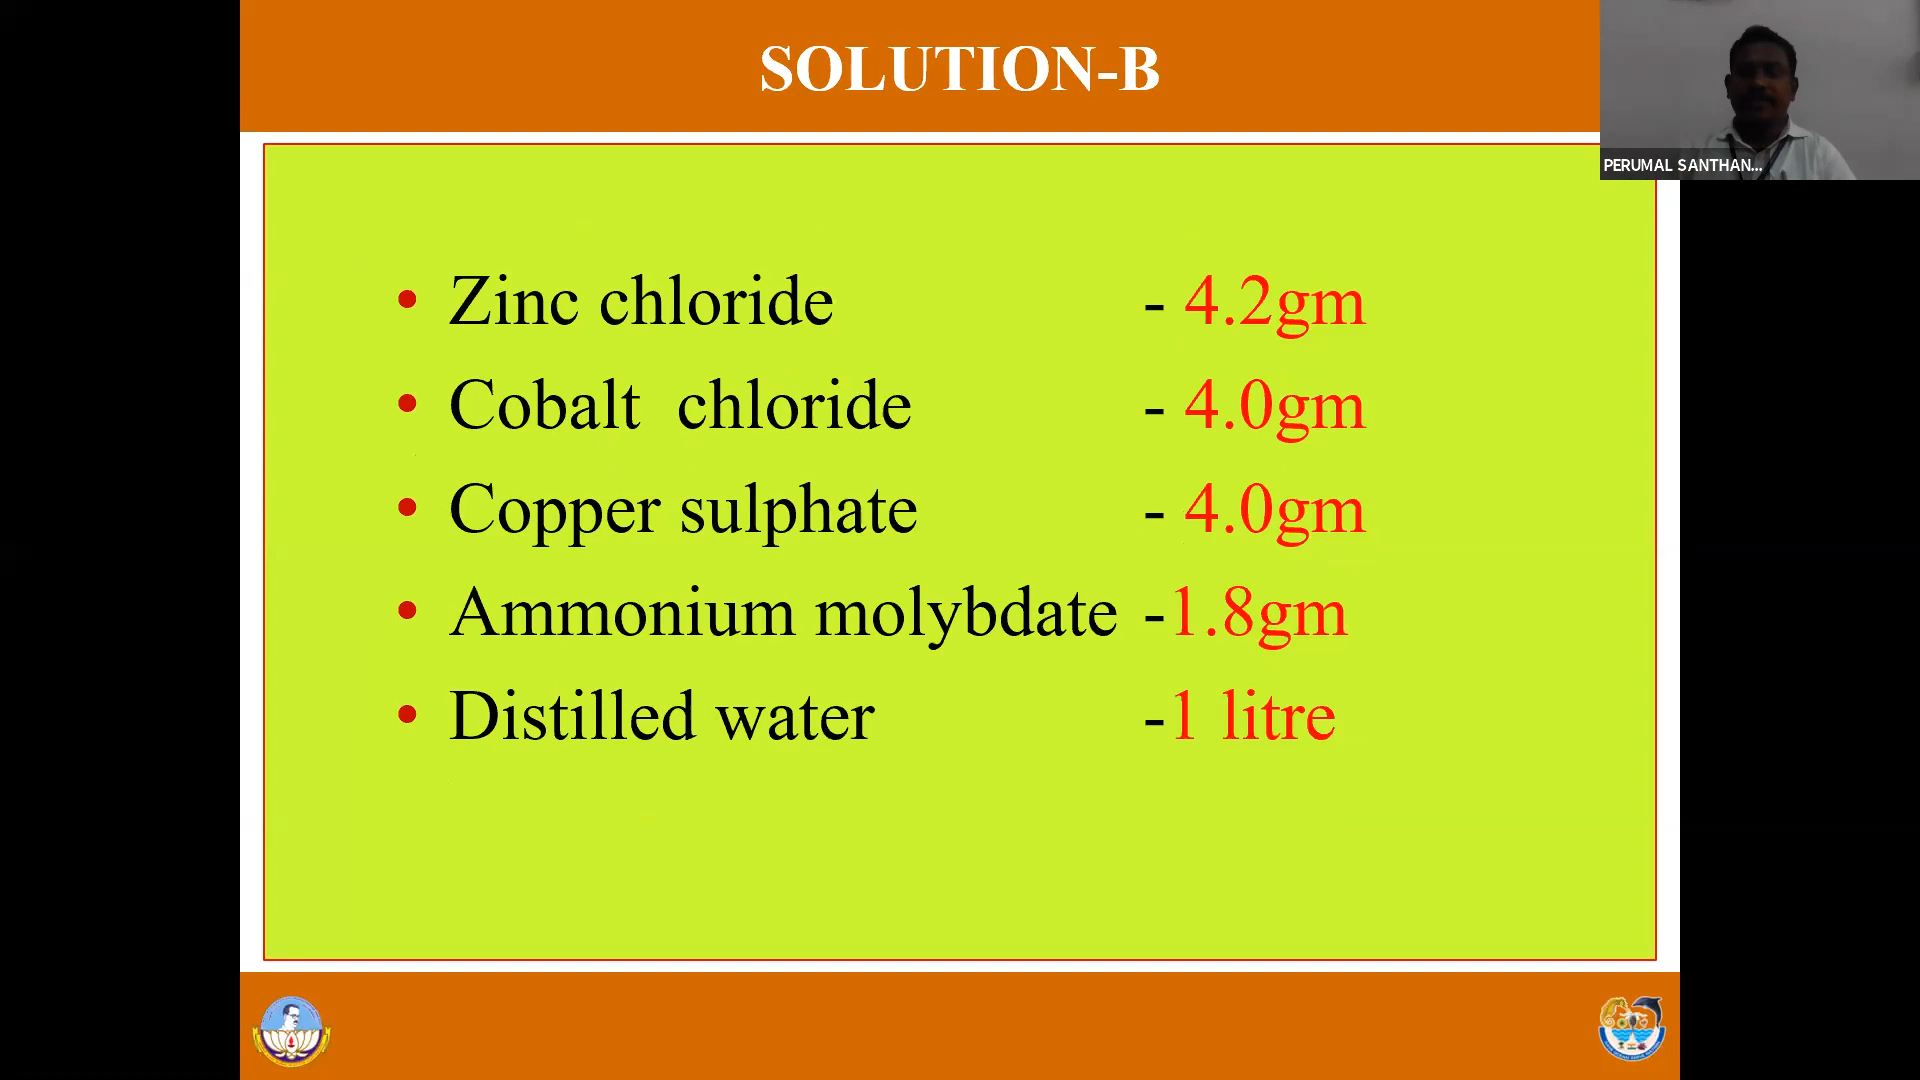 SOLUTION-B
PERUMAL SANTHAN...
• Zinc chloride - 4.2gm
• Cobalt chloride - 4.0gm
• Copper sulphate - 4.0gm
• Ammonium molybdate -1.8gm
• Distilled water -1 litre